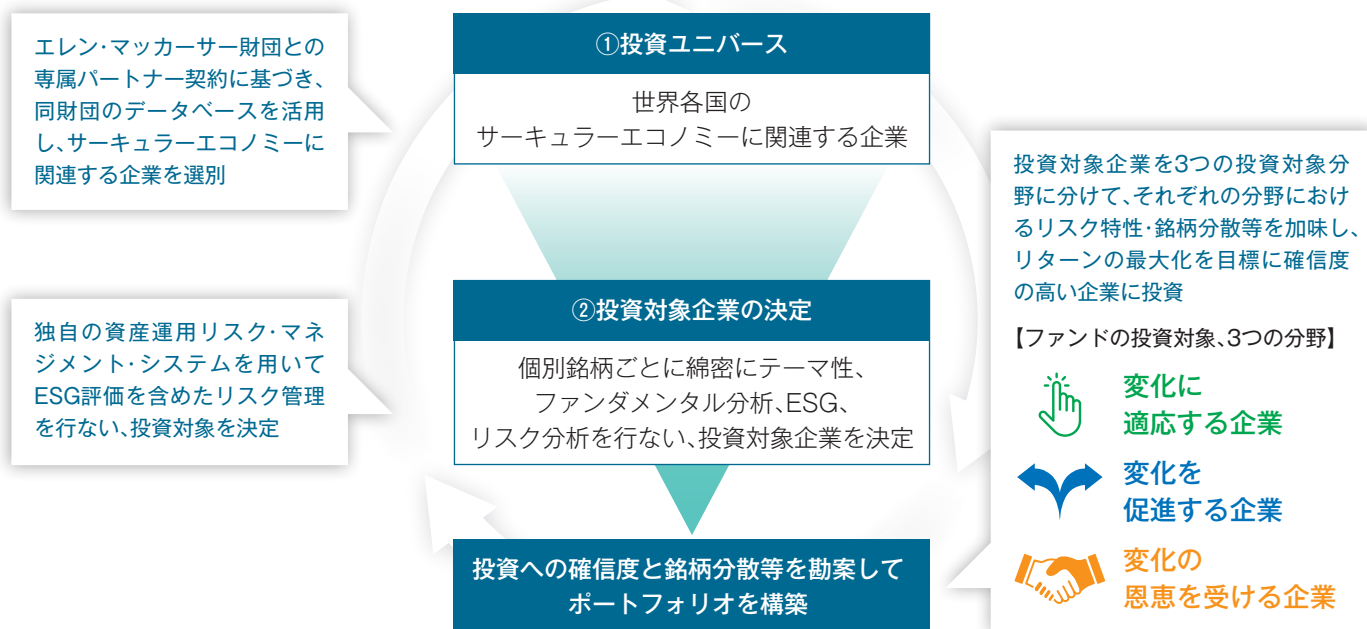 エレン・マッカーサー財団との
専属パートナー契約に基づき、
同財団のデータベースを活用
し、サーキュラーエコノミーに
関連する企業を選別
①投資ユニバース
世界各国の
サーキュラーエコノミーに関連する企業
独自の資産運用リスク・マネ
ジメント・システムを用いて
ESG評価を含めたリスク管理
を行ない、投資対象を決定
②投資対象企業の決定
個別銘柄ごとに綿密にテーマ性、
ファンダメンタル分析、ESG、
リスク分析を行ない、投資対象企業を決定
投資への確信度と銘柄分散等を勘案して
ポートフォリオを構築
投資対象企業を3つの投資対象分
野に分けて、それぞれの分野におけ
るリスク特性・銘柄分散等を加味し、
リターンの最大化を目標に確信度
の高い企業に投資
【ファンドの投資対象、3つの分野】
変化に
適応する企業
変化を
促進する企業
変化の
恩恵を受ける企業